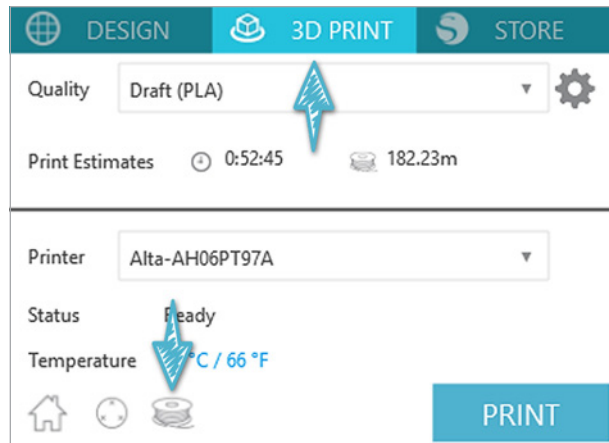 DESIGN 3D PRINT STORE
Quality Draft (PLA)
Print Estimates 0:52:45 182.23m
Printer Alta-AH06PT97A
Status Ready
Temperature °C / 66 °F
PRINT